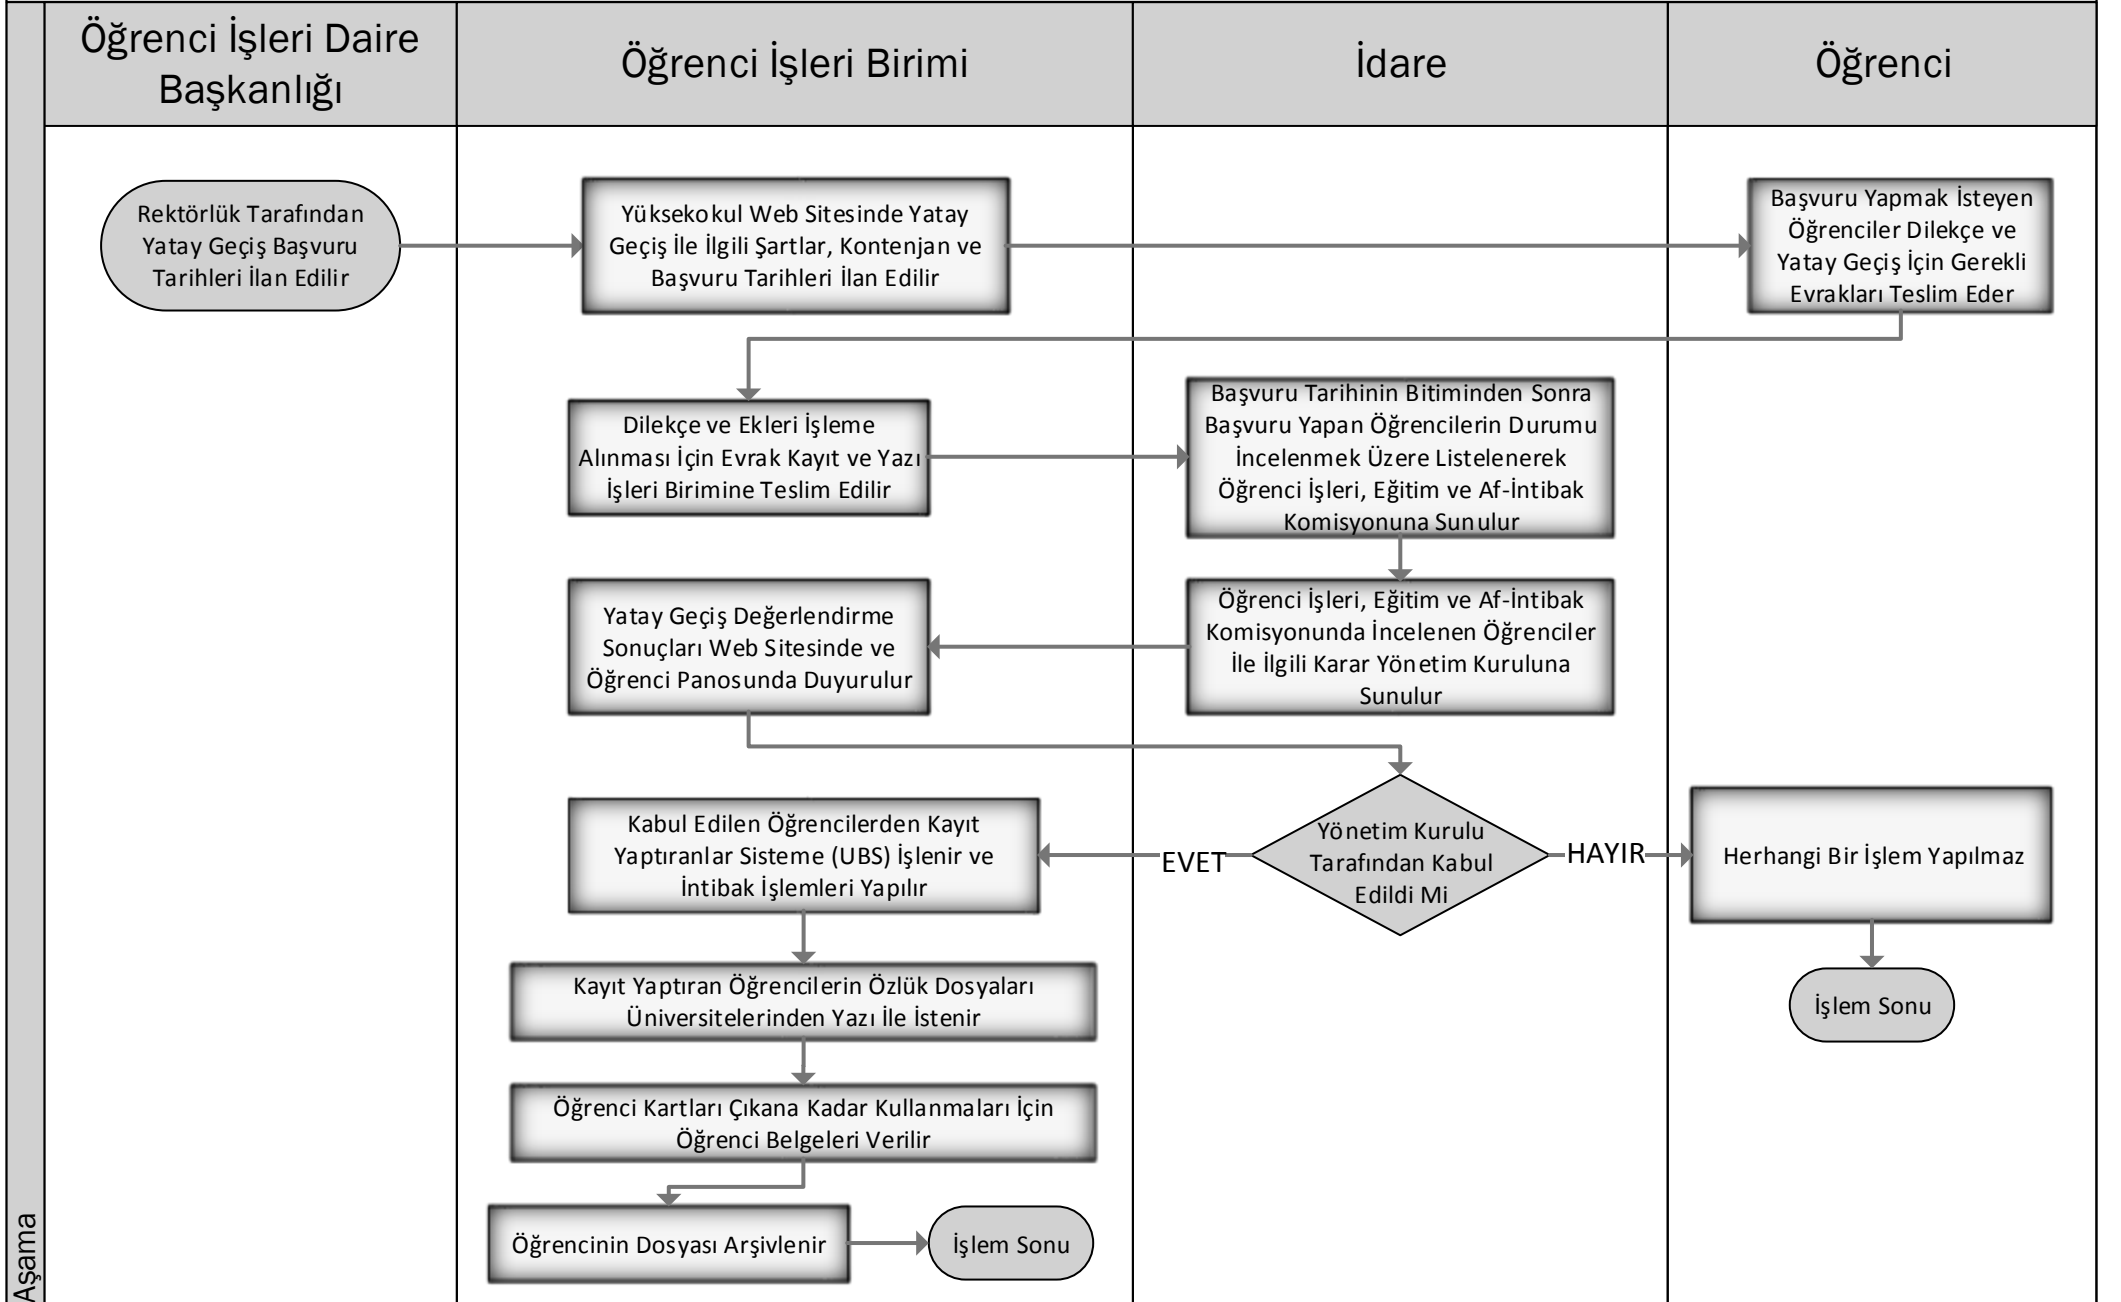 Öğrenci İşleri Daire
Başkanlığı
Öğrenci İşleri Birimi
İdare
Öğrenci
Rektörlük Tarafından
Yatay Geçiş Başvuru
Tarihleri İlan Edilir
Yüksekokul Web Sitesinde Yatay
Geçiş İle İlgili Şartlar, Kontenjan ve
Başvuru Tarihleri İlan Edilir
Başvuru Yapmak İsteyen
Öğrenciler Dilekçe ve
Yatay Geçiş İçin Gerekli
Evrakları Teslim Eder
Dilekçe ve Ekleri İşleme
Alınması İçin Evrak Kayıt ve Yazı
İşleri Birimine Teslim Edilir
Başvuru Tarihinin Bitiminden Sonra
Başvuru Yapan Öğrencilerin Durumu
İncelenmek Üzere Listelenerek
Öğrenci İşleri, Eğitim ve Af-İntibak
Komisyonuna Sunulur
Yatay Geçiş Değerlendirme
Sonuçları Web Sitesinde ve
Öğrenci Panosunda Duyurulur
Öğrenci İşleri, Eğitim ve Af-İntibak
Komisyonunda İncelenen Öğrenciler
İle İlgili Karar Yönetim Kuruluna
Sunulur
Kabul Edilen Öğrencilerden Kayıt
Yaptıranlar Sisteme (UBS) İşlenir ve
İntibak İşlemleri Yapılır
EVET
Yönetim Kurulu
Tarafından Kabul
Edildi Mi
HAYIR
Herhangi Bir İşlem Yapılmaz
Kayıt Yaptıran Öğrencilerin Özlük Dosyaları
Üniversitelerinden Yazı İle İstenir
İşlem Sonu
Öğrenci Kartları Çıkana Kadar Kullanmaları İçin
Öğrenci Belgeleri Verilir
Öğrencinin Dosyası Arşivlenir
İşlem Sonu
Aşama